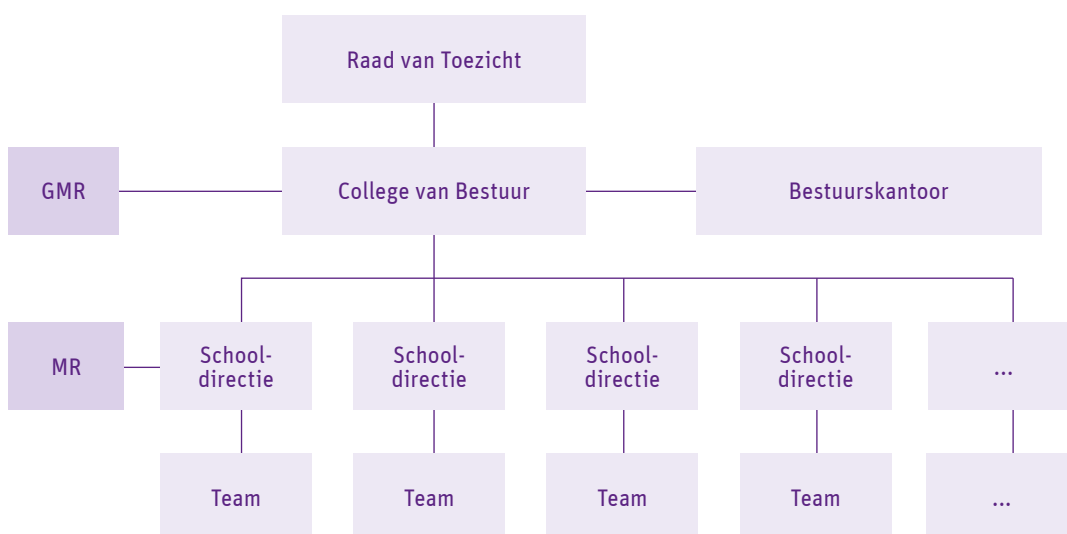 Raad van Toezicht
GMR
College van Bestuur
Bestuurskantoor
MR
School-
directie
School-
directie
School-
directie
School-
directie
...
Team
Team
Team
Team
...